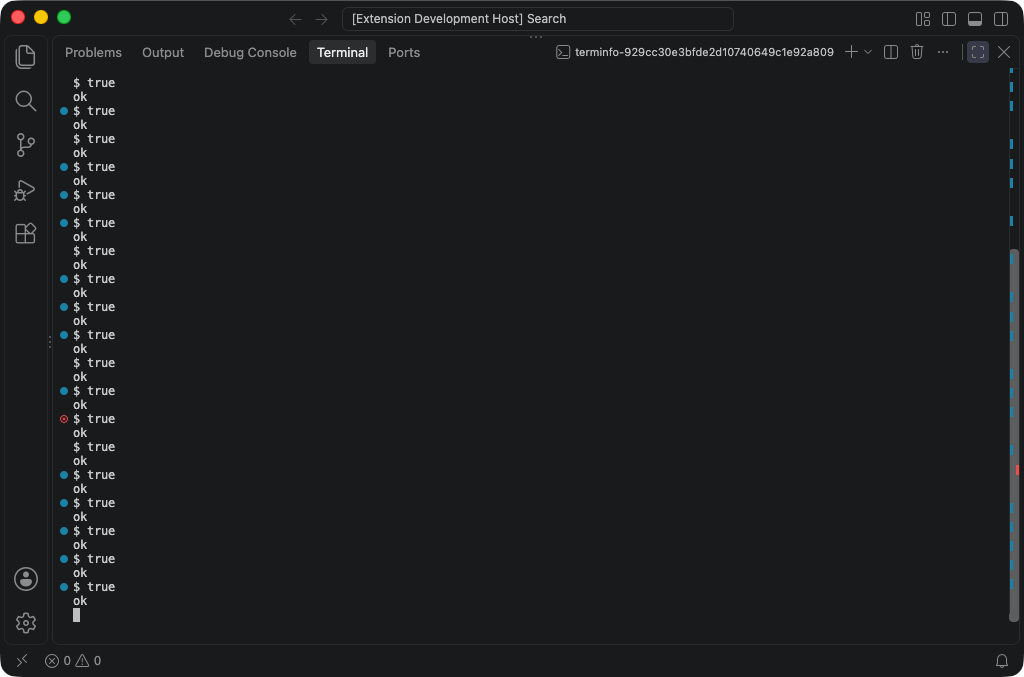 [Extension Development Host] Search
Problems Output Debug Console Terminal Ports terminfo-929cc30e3bfde2d10740649c1e92a809
$ true
ok
$ true
ok
$ true
ok
$ true
ok
$ true
ok
$ true
ok
$ true
ok
$ true
ok
$ true
ok
$ true
ok
$ true
ok
$ true
ok
$ true
ok
$ true
ok
$ true
ok
$ true
ok
$ true
ok
$ true
ok
$ true
ok
0 0